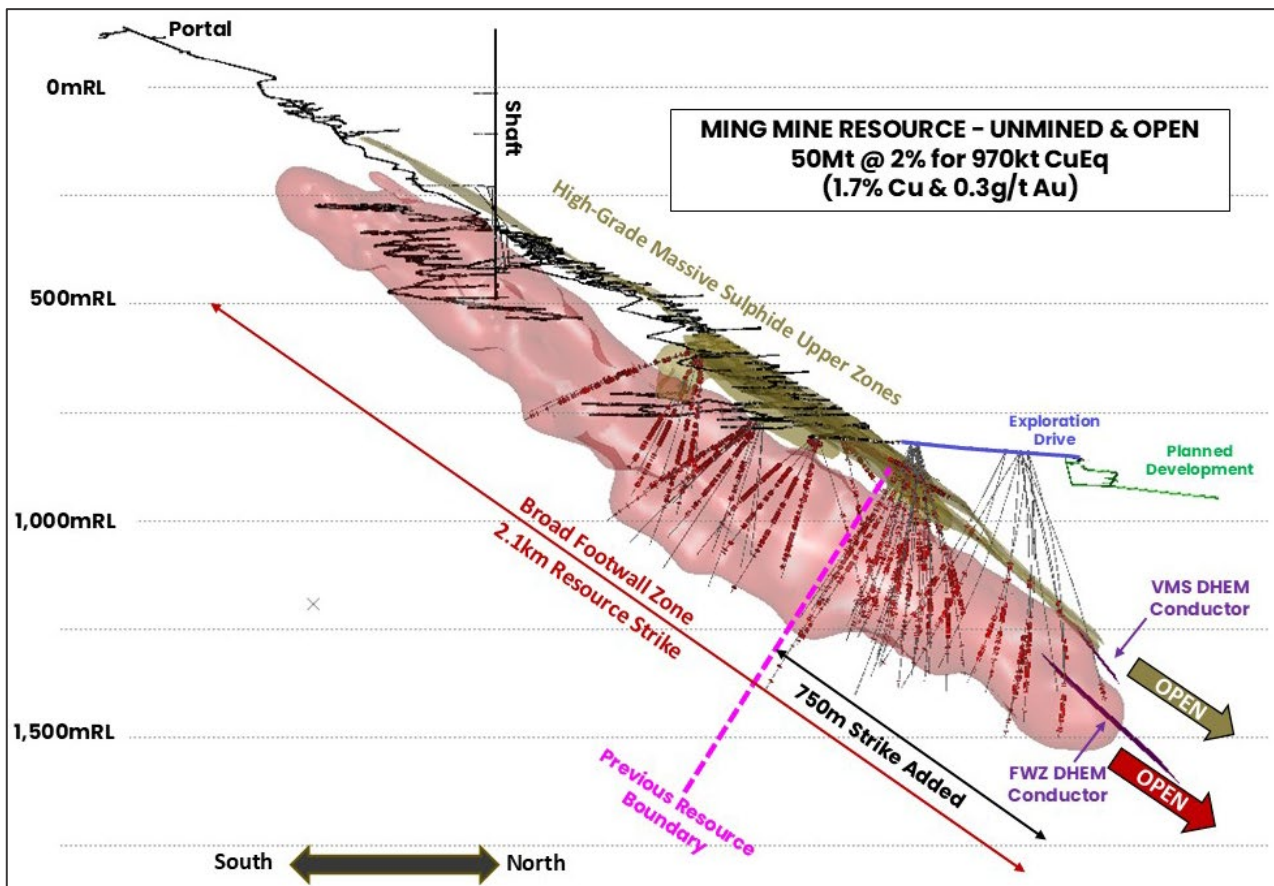 Portal
0mRL
Shaft
MING MINE RESOURCE - UNMINED & OPEN
50Mt @ 2% for 970kt CuEq
(1.7% Cu & 0.3g/t Au)
High-Grade Massive Sulphide Upper Zones
500mRL
Exploration
Drive
Planned
Development
1,000mRL
Broad Footwall Zone
2.1km Resource Strike
VMS DHEM
Conductor
OPEN
750m Strike Added
1,500mRL
FWZ DHEM
Conductor
OPEN
Previous Resource
Boundary
South
North